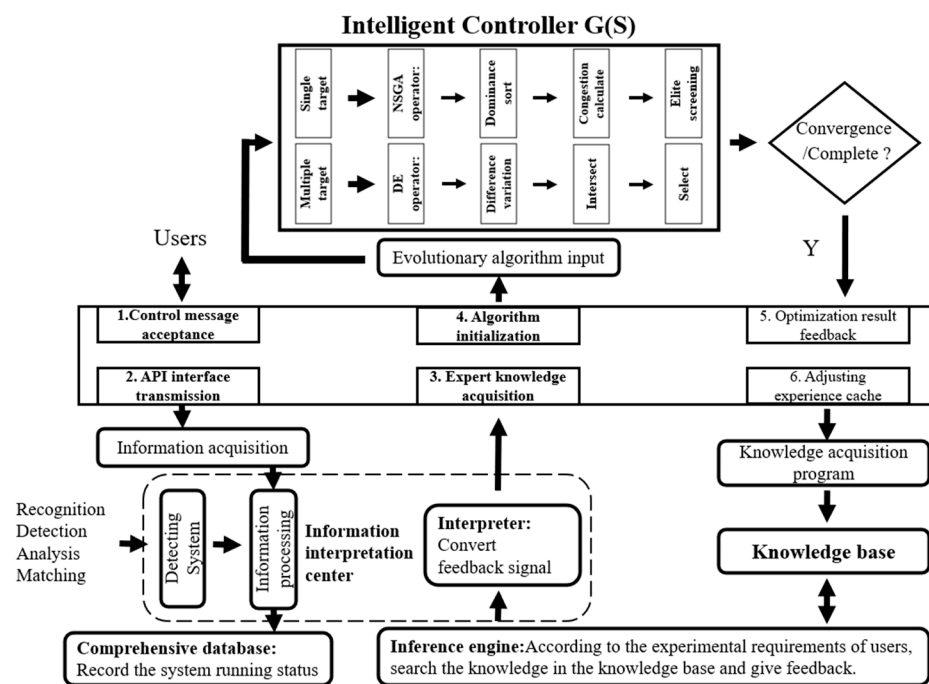 Intelligent Controller G(S)
Single
target
NSGA
operator:
Dominance
sort
Congestion
calculate
Elite
screening
Multiple
target
DE
operator:
Difference
variation
Intersect
Select
Convergence
/Complete ?
Users
Evolutionary algorithm input
Y
1.Control message
acceptance
4. Algorithm
initialization
5. Optimization result
feedback
2. API interface
transmission
3. Expert knowledge
acquisition
6. Adjusting
experience cache
Information acquisition
Knowledge acquisition
program
Recognition
Detection
Analysis
Matching
Detecting
System
Information
processing
Information
interpretation
center
Interpreter:
Convert
feedback signal
Knowledge base
Comprehensive database:
Record the system running status
Inference engine:According to the experimental requirements of users,
search the knowledge in the knowledge base and give feedback.